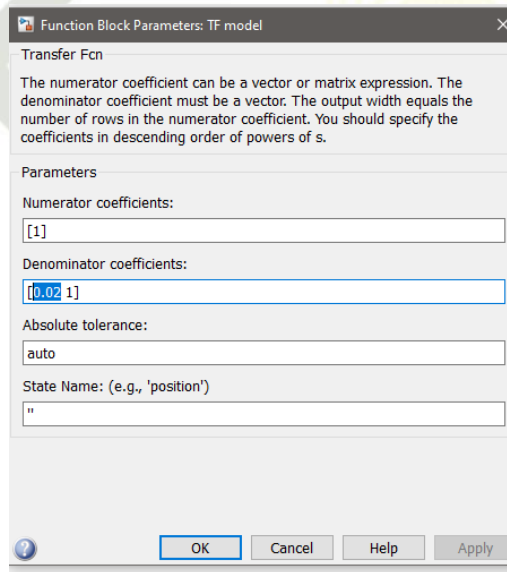 Function Block Parameters: TF model
Transfer Fcn
The numerator coefficient can be a vector or matrix expression. The
denominator coefficient must be a vector. The output width equals the
number of rows in the numerator coefficient. You should specify the
coefficients in descending order of powers of s.
Parameters
Numerator coefficients:
[1]
Denominator coefficients:
[0.02 1]
Absolute tolerance:
auto
State Name: (e.g., 'position')
''
OK Cancel Help Apply